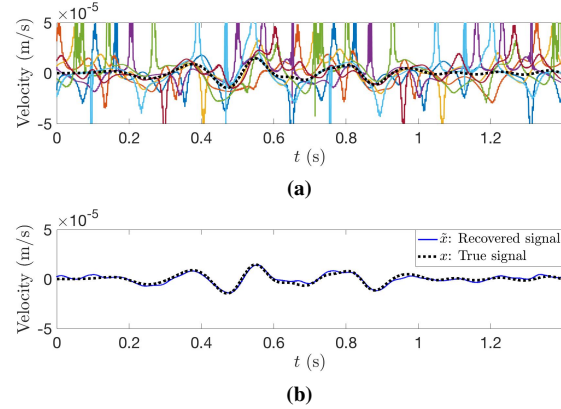 ×10-5
Velocity (m/s)
5
0
-5
0 0.2 0.4 0.6 0.8 1 1.2
t (s)
(a)
×10-5
Velocity (m/s)
5
0
-5
x̃: Recovered signal
x: True signal
0 0.2 0.4 0.6 0.8 1 1.2
t (s)
(b)